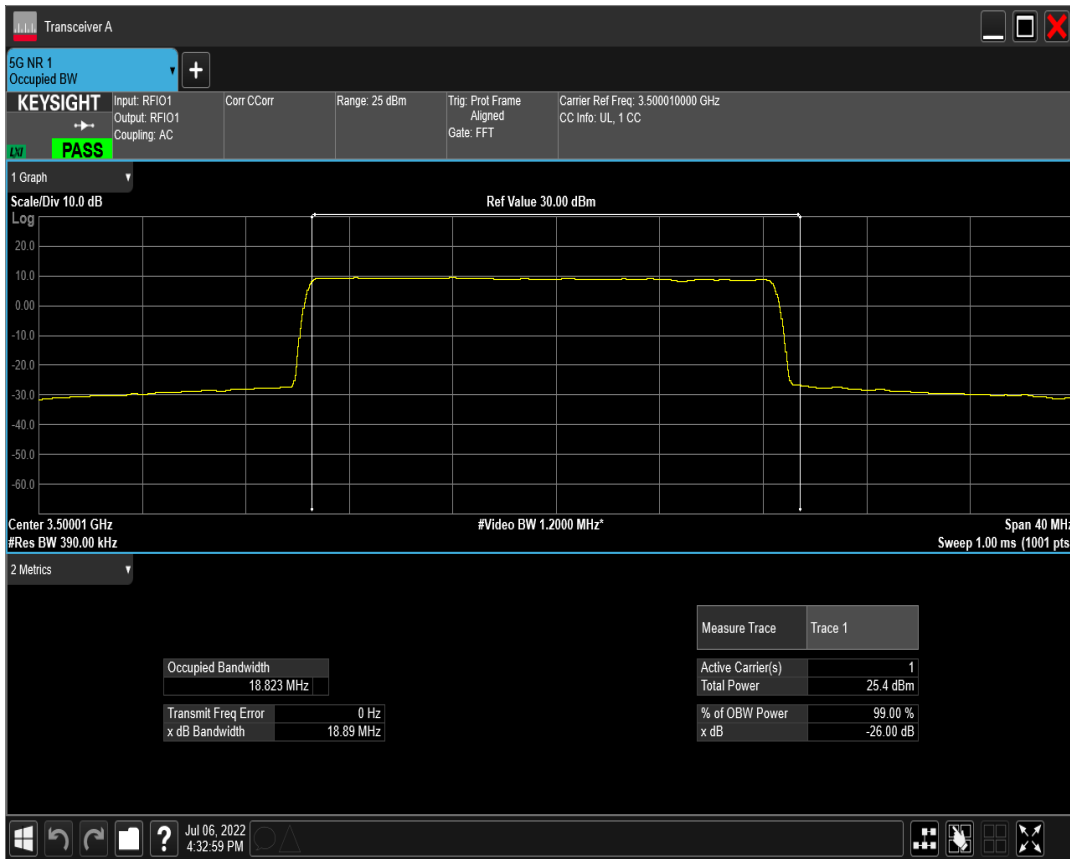 Transceiver A
5G NR 1
Occupied BW
+
KEYSIGHT
LXI
PASS
Input: RFIO1
Output: RFIO1
Coupling: AC
Corr CCorr
Range: 25 dBm
Trig: Prot Frame
Aligned
Gate: FFT
Carrier Ref Freq: 3.500010000 GHz
CC Info: UL, 1 CC
1 Graph
Scale/Div 10.0 dB
Ref Value 30.00 dBm
Log
20.0
10.0
0.00
-10.0
-20.0
-30.0
-40.0
-50.0
-60.0
Center 3.50001 GHz
#Video BW 1.2000 MHz*
Span 40 MHz
#Res BW 390.00 kHz
Sweep 1.00 ms (1001 pts
2 Metrics
Measure Trace Trace 1
Occupied Bandwidth
18.823 MHz
Active Carrier(s) 1
Total Power 25.4 dBm
Transmit Freq Error 0 Hz
x dB Bandwidth 18.89 MHz
% of OBW Power 99.00 %
x dB -26.00 dB
?
Jul 06, 2022
4:32:59 PM